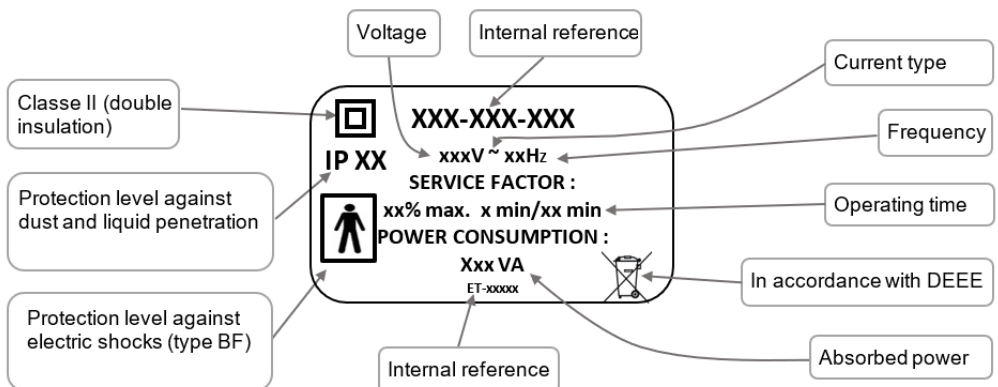 Voltage
Internal reference
Current type
Classe II (double
insulation)
XXX-XXX-XXX
Frequency
IP XX
xxxV ~ xxHz
SERVICE FACTOR :
Protection level against
dust and liquid penetration
xx% max. x min/xx min
Operating time
POWER CONSUMPTION :
Xxx VA
In accordance with DEEE
ET-xxxxx
Protection level against
electric shocks (type BF)
Internal reference
Absorbed power